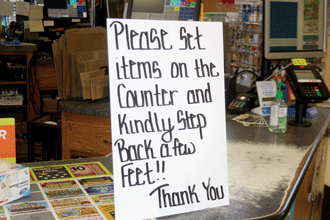 Please Set
items on the
Counter and
Kindly Step
Back a few
Feet!!
Thank You